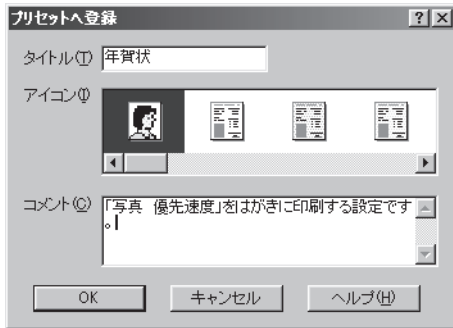 プリセットへ登録
タイトル(T) 年賀状
アイコン(I)
コメント(C) 「写真　優先速度」をはがきに印刷する設定です
。
OK キャンセル ヘルプ(H)